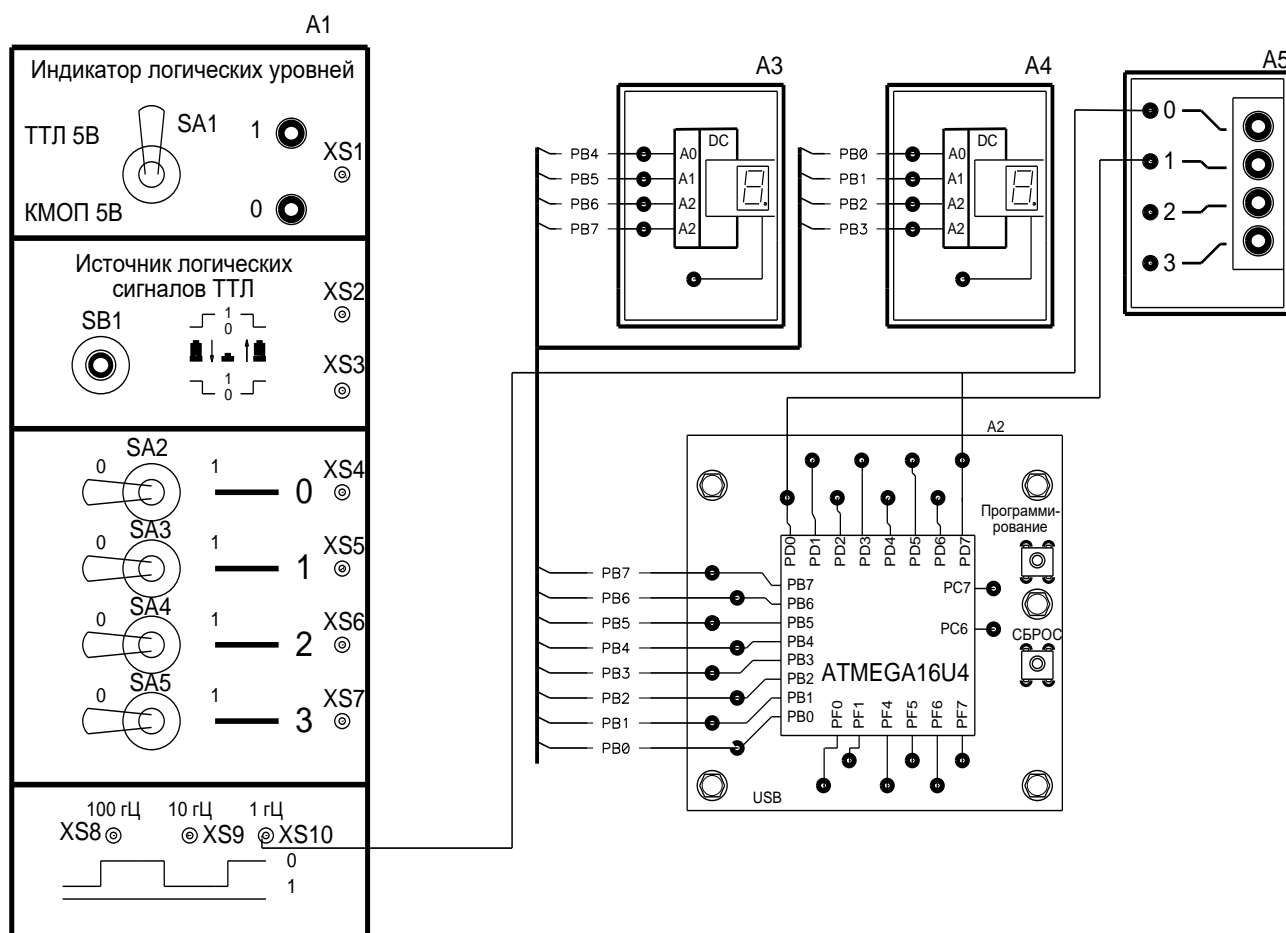 A1
Индикатор логических уровней
ТТЛ 5В
SA1
1
XS1
КМОП 5В
0
Источник логических
сигналов ТТЛ
XS2
SB1
1
0
XS3
1
0
SA2
0
1
0
XS4
SA3
0
1
1
XS5
SA4
0
1
2
XS6
SA5
0
1
3
XS7
100 гЦ
10 гЦ
1 гЦ
XS8
XS9
XS10
0
1
A3
PB4
A0
DC
PB5
A1
PB6
A2
PB7
A2
8.
A4
PB0
A0
DC
PB1
A1
PB2
A2
PB3
A2
8.
A5
0
1
2
3
A2
Программи-
рование
PD0
PD1
PD2
PD3
PD4
PD5
PD6
PD7
PB7
PB7
PB6
PB6
PB5
PB5
PB4
PB4
PB3
PB3
PB2
PB2
PB1
PB1
PB0
PB0
PC7
PC6
СБРОС
ATMEGA16U4
PF0
PF1
PF4
PF5
PF6
PF7
USB